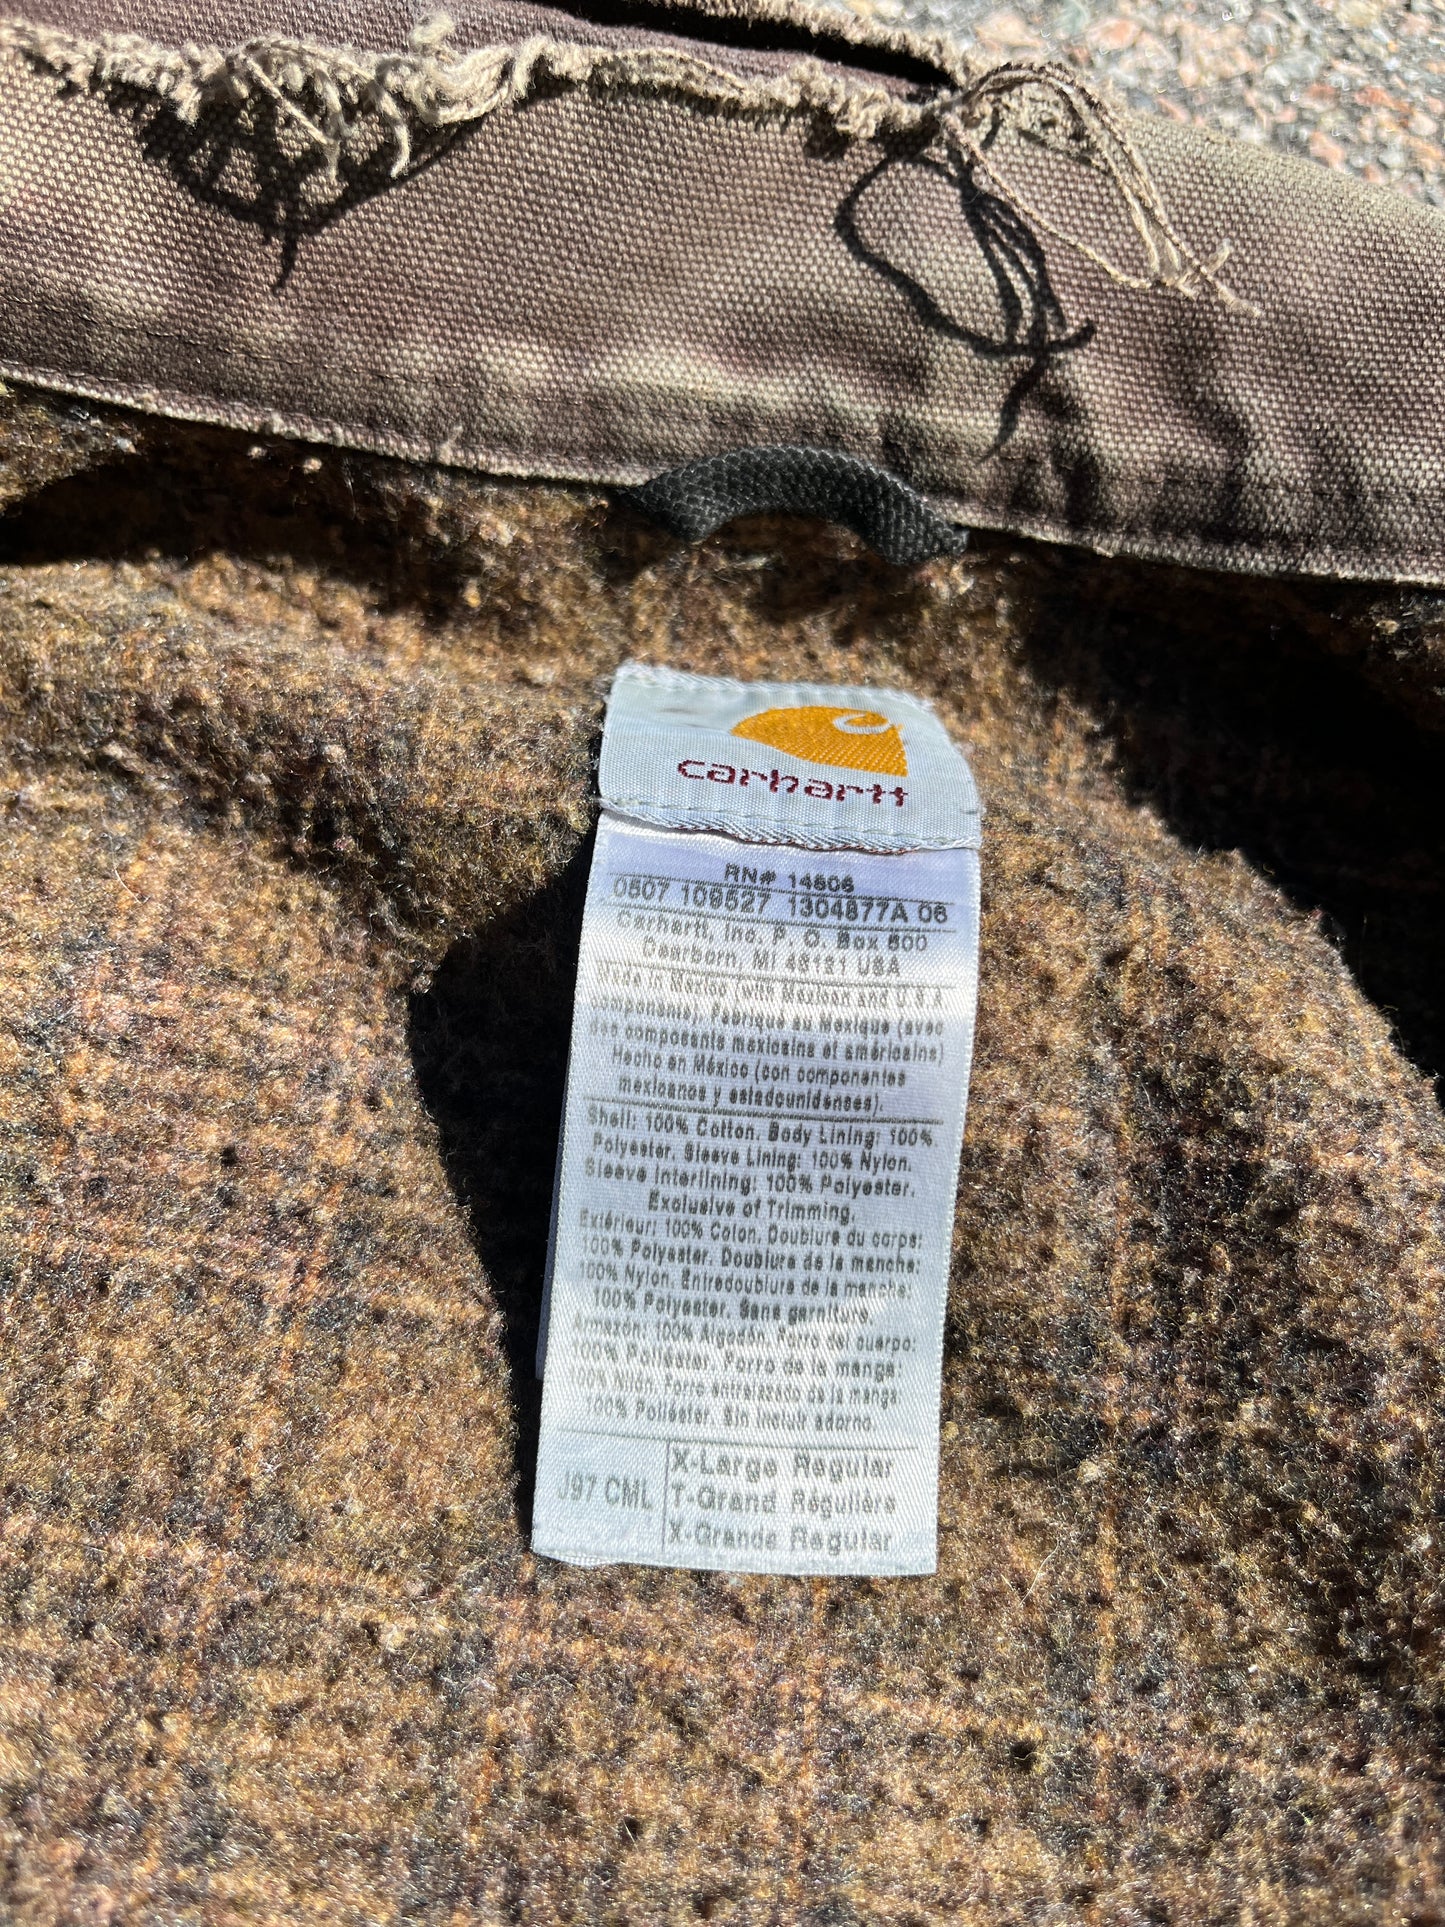 carhartt
RN# 14806
0507 109527 1304877A 06
Carhartt, Inc. P. O. Box 600
Dearborn, MI 48121 USA
Made in Mexico (with Mexican and U.S.A
components). Fabriqué au Mexique (avec
des composants mexicains et américains)
Hecho en México (con componentes
mexicanos y estadounidenses).
Shell: 100% Cotton. Body Lining: 100%
Polyester. Sleeve Lining: 100% Nylon.
Sleeve Interlining: 100% Polyester.
Exclusive of Trimming.
Extérieur: 100% Coton. Doublure du corps:
100% Polyester. Doublure de la manche:
100% Nylon. Entredoublure de la manche:
100% Polyester. Sans garniture.
Armazón: 100% Algodón. Forro del cuerpo:
100% Poliéster. Forro de la manga:
100% Nilón. Forro entrelazado de la manga:
100% Poliéster. Sin incluir adorno.
J97 CML
X-Large Regular
T-Grand Régulière
X-Grande Regular